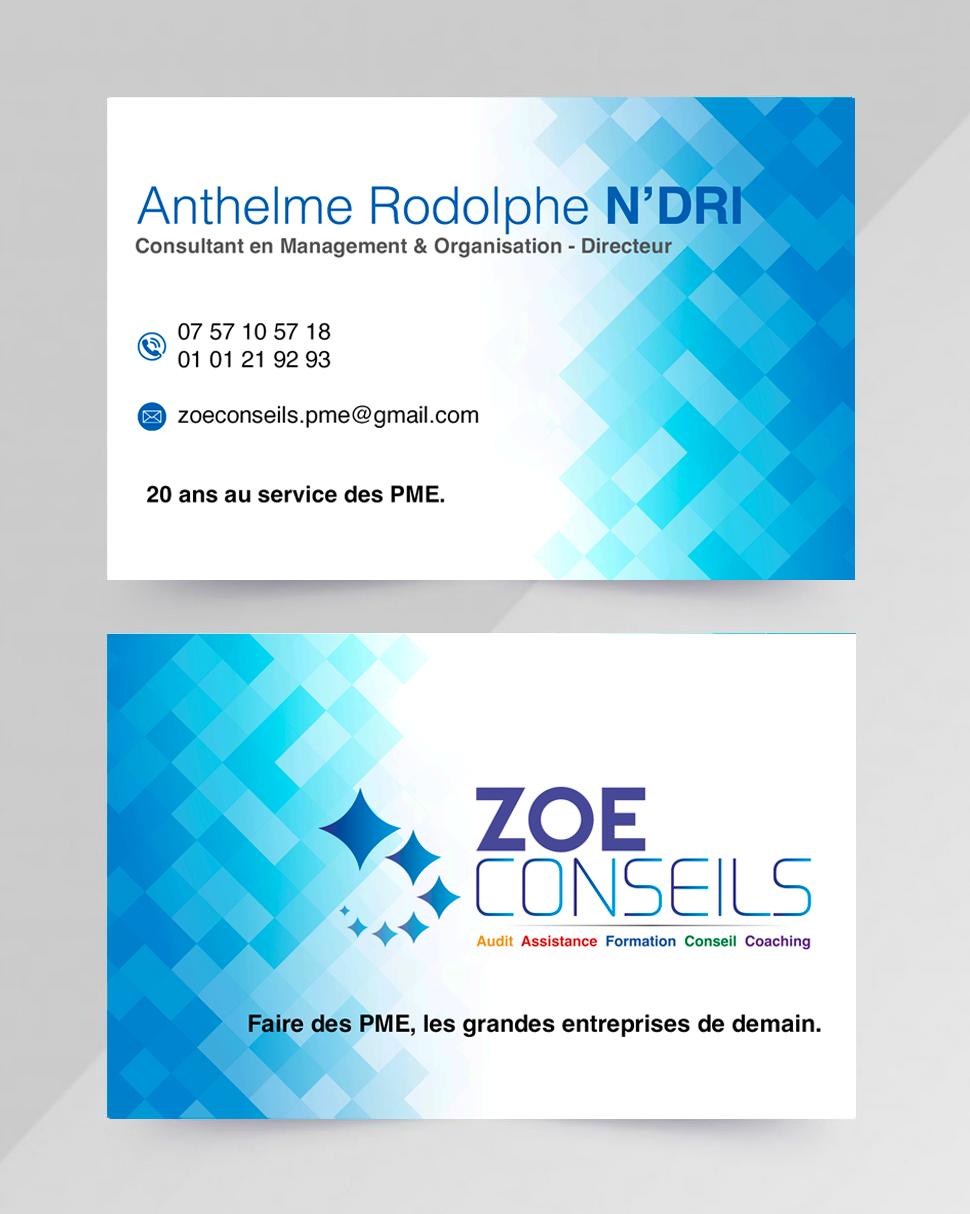 Anthelme Rodolphe N’DRI
Consultant en Management & Organisation - Directeur
07 57 10 57 18
01 01 21 92 93
zoeconseils.pme@gmail.com
20 ans au service des PME.
ZOE
CONSEILS
Audit Assistance Formation Conseil Coaching
Faire des PME, les grandes entreprises de demain.